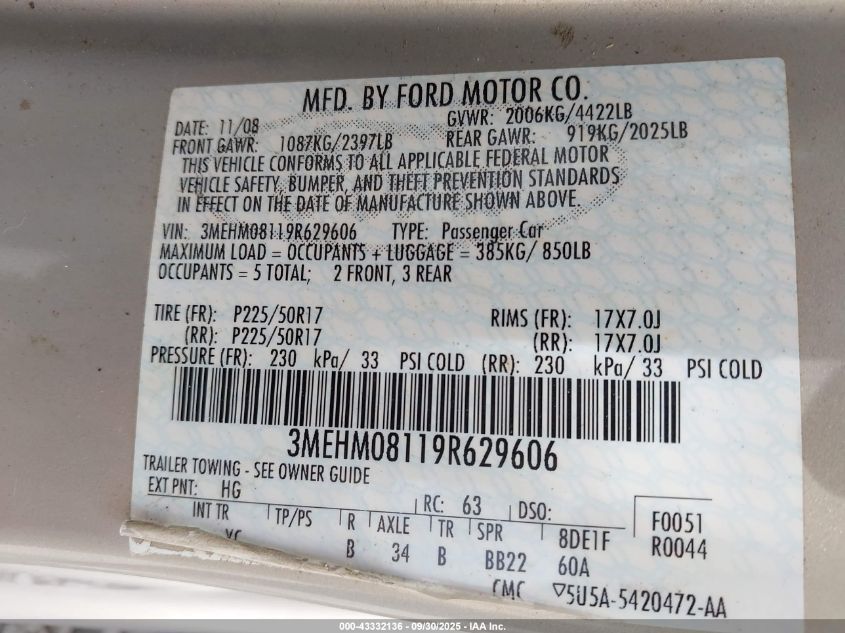 MFD. BY FORD MOTOR CO.
DATE: 11/08 GVWR: 2006KG/4422LB
FRONT GAWR: 1087KG/2397LB REAR GAWR: 919KG/2025LB
THIS VEHICLE CONFORMS TO ALL APPLICABLE FEDERAL MOTOR
VEHICLE SAFETY, BUMPER, AND THEFT PREVENTION STANDARDS
IN EFFECT ON THE DATE OF MANUFACTURE SHOWN ABOVE.
VIN: 3MEHM08119R629606 TYPE: Passenger Car
MAXIMUM LOAD = OCCUPANTS + LUGGAGE = 385KG/ 850LB
OCCUPANTS = 5 TOTAL; 2 FRONT, 3 REAR
TIRE (FR): P225/50R17 RIMS (FR): 17X7.0J
(RR): P225/50R17 (RR): 17X7.0J
PRESSURE (FR): 230 kPa/ 33 PSI COLD (RR): 230 kPa/ 33 PSI COLD
3MEHM08119R629606
TRAILER TOWING - SEE OWNER GUIDE
EXT PNT: HG RC: 63 DSO: F0051
INT TR TP/PS R AXLE TR SPR 8DE1F R0044
B 34 B BB22 60A
▽5U5A-5420472-AA
000-43332136 - 09/30/2025 - IAA Inc.